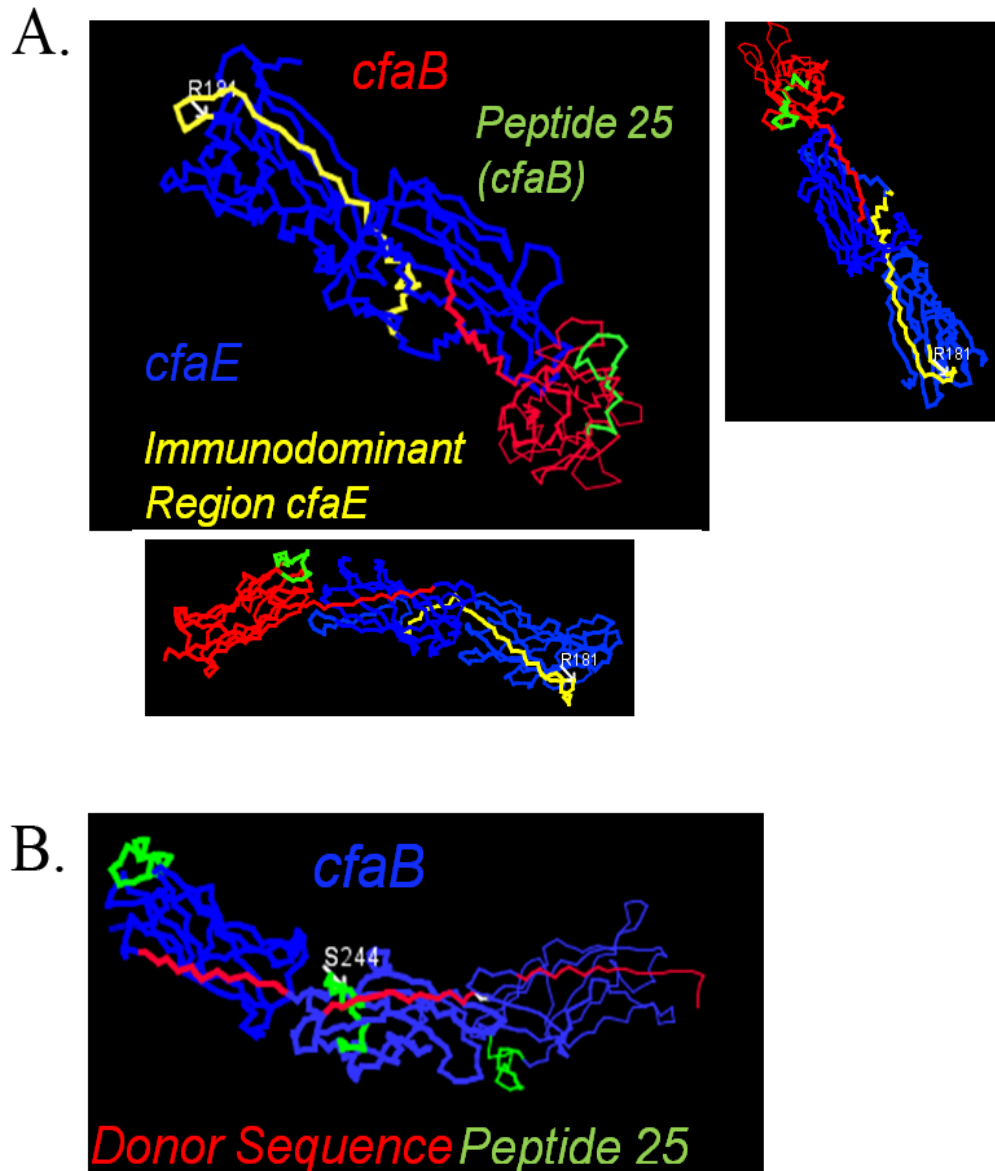 A.
cfaB
R181
Peptide 25
(cfaB)
cfaE
Immunodominant
Region cfaE
R181
R181
B.
cfaB
S244
Donor Sequence Peptide 25